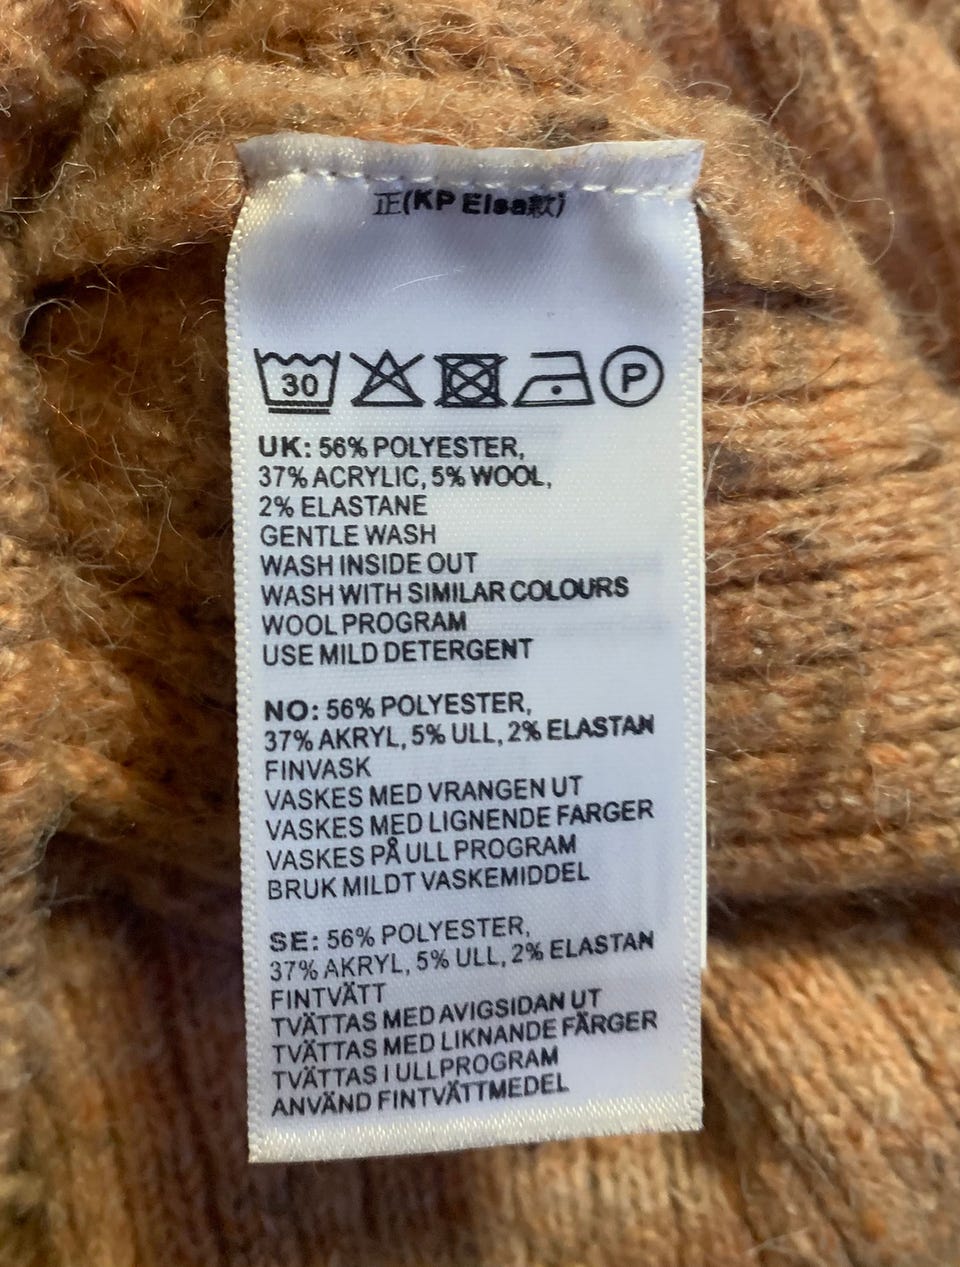 正(KP Elsa款)
30 P
UK: 56% POLYESTER,
37% ACRYLIC, 5% WOOL,
2% ELASTANE
GENTLE WASH
WASH INSIDE OUT
WASH WITH SIMILAR COLOURS
WOOL PROGRAM
USE MILD DETERGENT
NO: 56% POLYESTER,
37% AKRYL, 5% ULL, 2% ELASTAN
FINVASK
VASKES MED VRANGEN UT
VASKES MED LIGNENDE FARGER
VASKES PÅ ULL PROGRAM
BRUK MILDT VASKEMIDDEL
SE: 56% POLYESTER,
37% AKRYL, 5% ULL, 2% ELASTAN
FINTVÄTT
TVÄTTAS MED AVIGSIDAN UT
TVÄTTAS MED LIKNANDE FÄRGER
TVÄTTAS I ULLPROGRAM
ANVÄND FINTVÄTTMEDEL